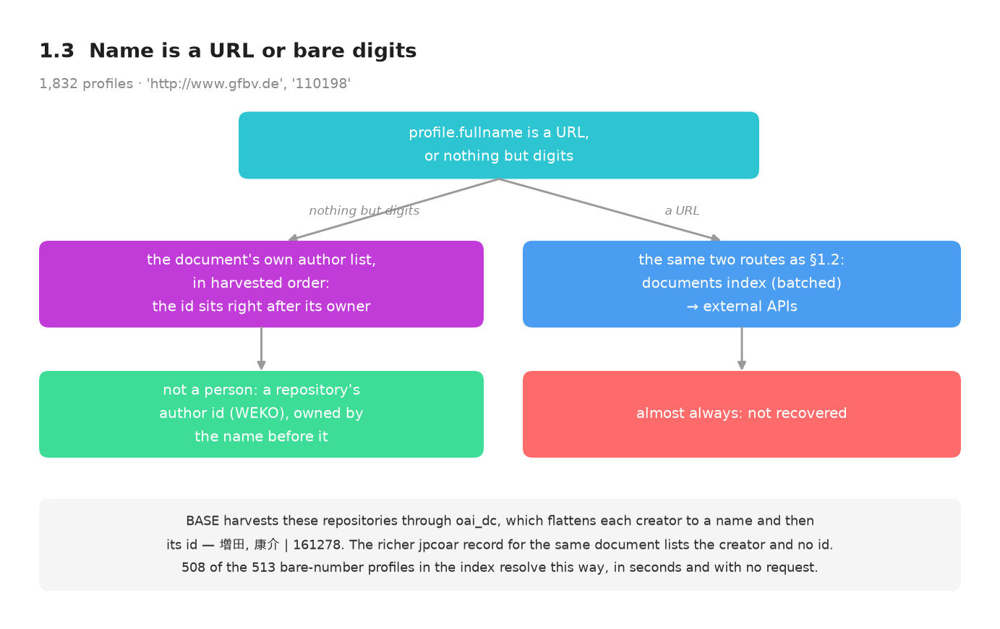 1.3 Name is a URL or bare digits
1,832 profiles · 'http://www.gfbv.de', '110198'
profile.fullname is a URL,
or nothing but digits
nothing but digits
a URL
the document's own author list,
in harvested order:
the id sits right after its owner
the same two routes as §1.2:
documents index (batched)
→ external APIs
not a person: a repository's
author id (WEKO), owned by
the name before it
almost always: not recovered
BASE harvests these repositories through oai_dc, which flattens each creator to a name and then
its id — 増田, 康介 | 161278. The richer jpcoar record for the same document lists the creator and no id.
508 of the 513 bare-number profiles in the index resolve this way, in seconds and with no request.